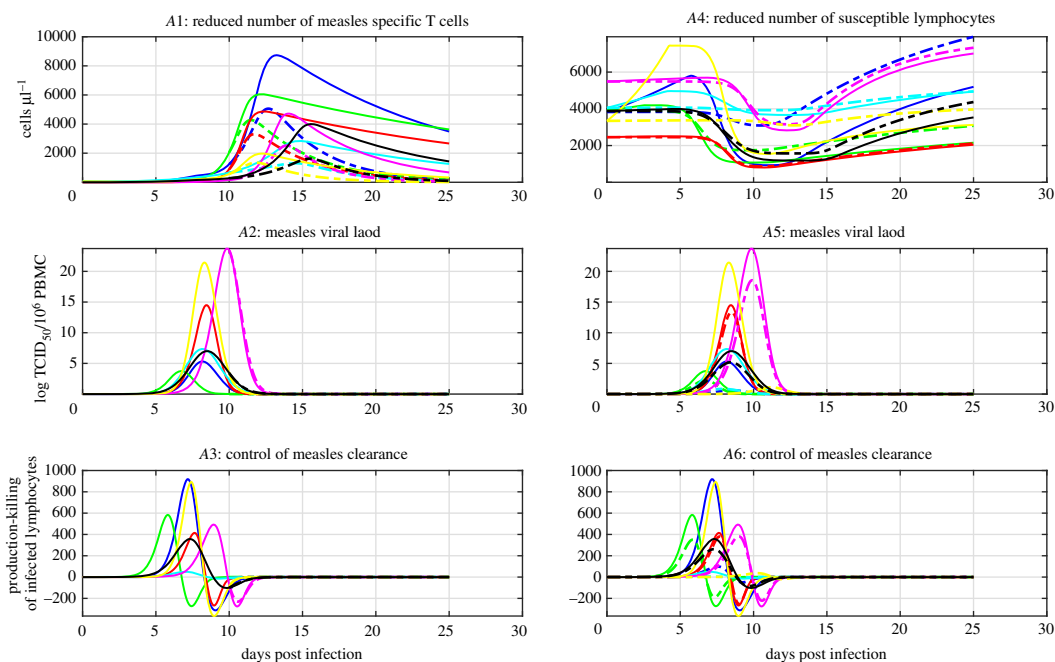 A1: reduced number of measles specific T cells
10000
8000
6000
4000
2000
0
cells µl⁻¹
0 5 10 15 20 25 30
A4: reduced number of susceptible lymphocytes
6000
4000
2000
0 5 10 15 20 25 30
A2: measles viral laod
20
15
10
5
log TCID50/10⁶ PBMC
0 5 10 15 20 25 30
A5: measles viral laod
20
15
10
5
0 5 10 15 20 25 30
A3: control of measles clearance
1000
800
600
400
200
0
–200
production-killing
of infected lymphocytes
0 5 10 15 20 25 30
days post infection
A6: control of measles clearance
1000
800
600
400
200
0
–200
0 5 10 15 20 25 30
days post infection